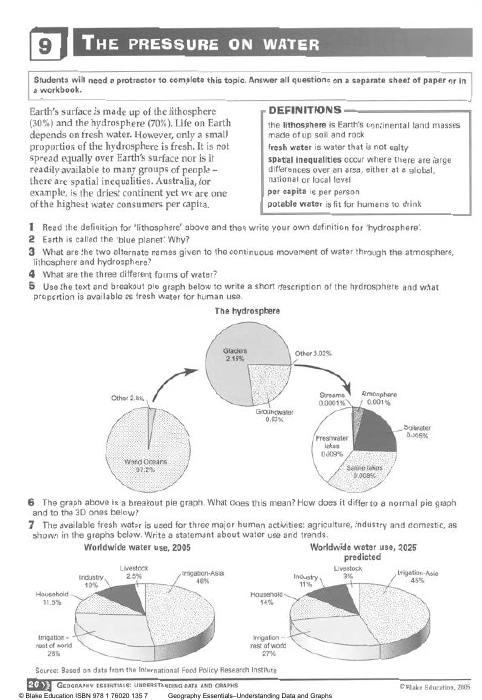 9 THE PRESSURE ON WATER
Students will need a protractor to complete this topic. Answer all questions on a separate sheet of paper or in
a workbook.
Earth's surface is made up of the lithosphere
(30%) and the hydrosphere (70%). Life on Earth
depends on fresh water. However, only a small
proportion of the hydrosphere is fresh. It is not
spread equally over Earth's surface nor is it
readily available to many groups of people –
there are spatial inequalities. Australia, for
example, is the driest continent yet we are one
of the highest water consumers per capita.
DEFINITIONS
the lithosphere is Earth's continental land masses
made of up soil and rock
fresh water is water that is not salty
spatial inequalities occur where there are large
differences over an area, either at a global,
national or local level
per capita is per person
potable water is fit for humans to drink
1 Read the definition for 'lithosphere' above and then write your own definition for 'hydrosphere'.
2 Earth is called the 'blue planet'. Why?
3 What are the two alternate names given to the continuous movement of water through the atmosphere,
lithosphere and hydrosphere?
4 What are the three different forms of water?
5 Use the text and breakout pie graph below to write a short description of the hydrosphere and what
proportion is available as fresh water for human use.
The hydrosphere
Glaciers
2.15%
Other
Groundwater
Other 2.8%
World Oceans
97.2%
Streams
0.0001%
Atmosphere
0.001%
Soilwater
0.005%
Freshwater
lakes
0.009%
Saline lakes
0.008%
6 The graph above is a breakout pie graph. What does this mean? How does it differ to a normal pie graph
and to the 3D ones below?
7 The available fresh water is used for three major human activities: agriculture, industry and domestic, as
shown in the graphs below. Write a statement about water use and trends.
Worldwide water use, 2005
Livestock
2.5%
Industry
10%
Household
11.5%
Irrigation-Asia
48%
Irrigation –
rest of world
28%
Worldwide water use, 2025
predicted
Livestock
3%
Industry
11%
Household
14%
Irrigation-Asia
45%
Irrigation –
rest of world
27%
Source: Based on data from the International Food Policy Research Institute
20 GEOGRAPHY ESSENTIALS: UNDERSTANDING DATA AND GRAPHS
© Blake Education, 2005
© Blake Education ISBN 978 1 76020 135 7 Geography Essentials–Understanding Data and Graphs